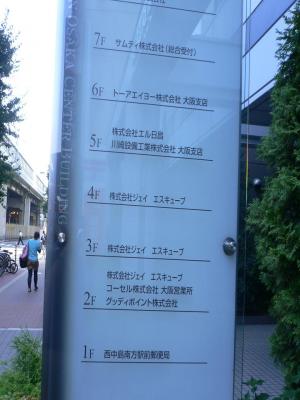 OSAKA CENTER BUILDING
7F サムティ株式会社(総合受付)
6F トーアエイヨー株式会社 大阪支店
株式会社エル日昌
5F 川崎設備工業株式会社 大阪支店
4F 株式会社ジェイ エスキューブ
3F 株式会社ジェイ エスキューブ
株式会社ジェイ エスキューブ
コーセル株式会社 大阪営業所
2F グッディポイント株式会社
1F 西中島南方駅前郵便局